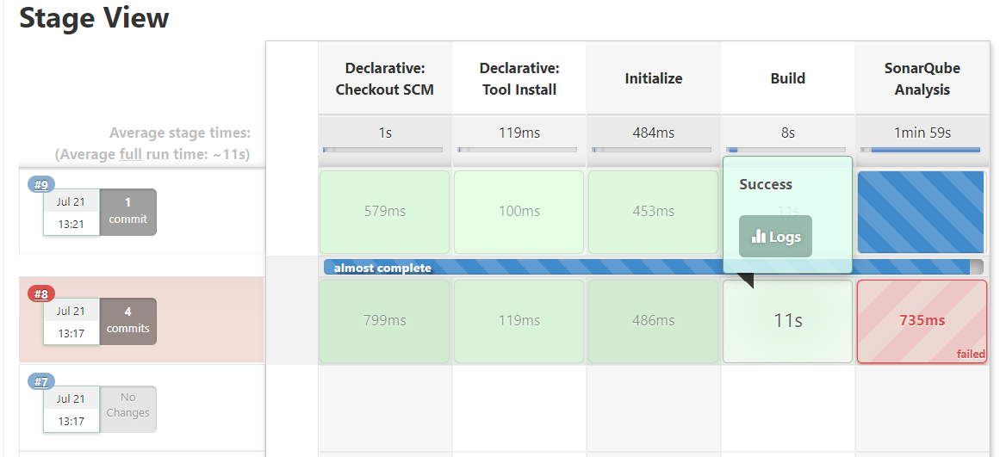 Stage View
Declarative:
Checkout SCM
Declarative:
Tool Install
Initialize
Build
SonarQube
Analysis
Average stage times:
(Average full run time: ~11s)
1s
119ms
484ms
8s
1min 59s
#9
Jul 21
13:21
1
commit
579ms
100ms
453ms
Success
11s
Logs
almost complete
#8
Jul 21
13:17
4
commits
799ms
119ms
486ms
11s
735ms
failed
#7
Jul 21
13:17
No
Changes